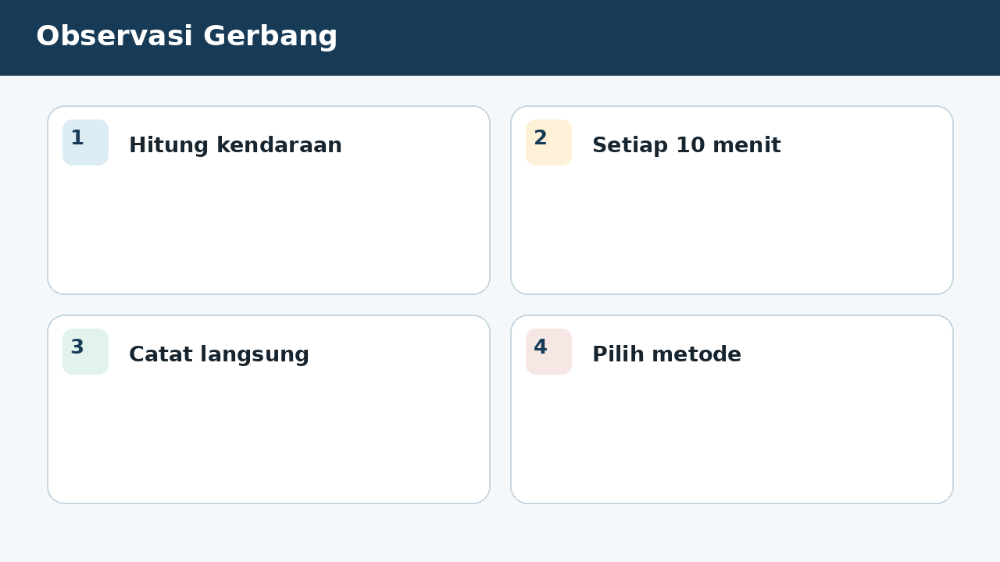 Observasi Gerbang
1
Hitung kendaraan
2
Setiap 10 menit
3
Catat langsung
4
Pilih metode